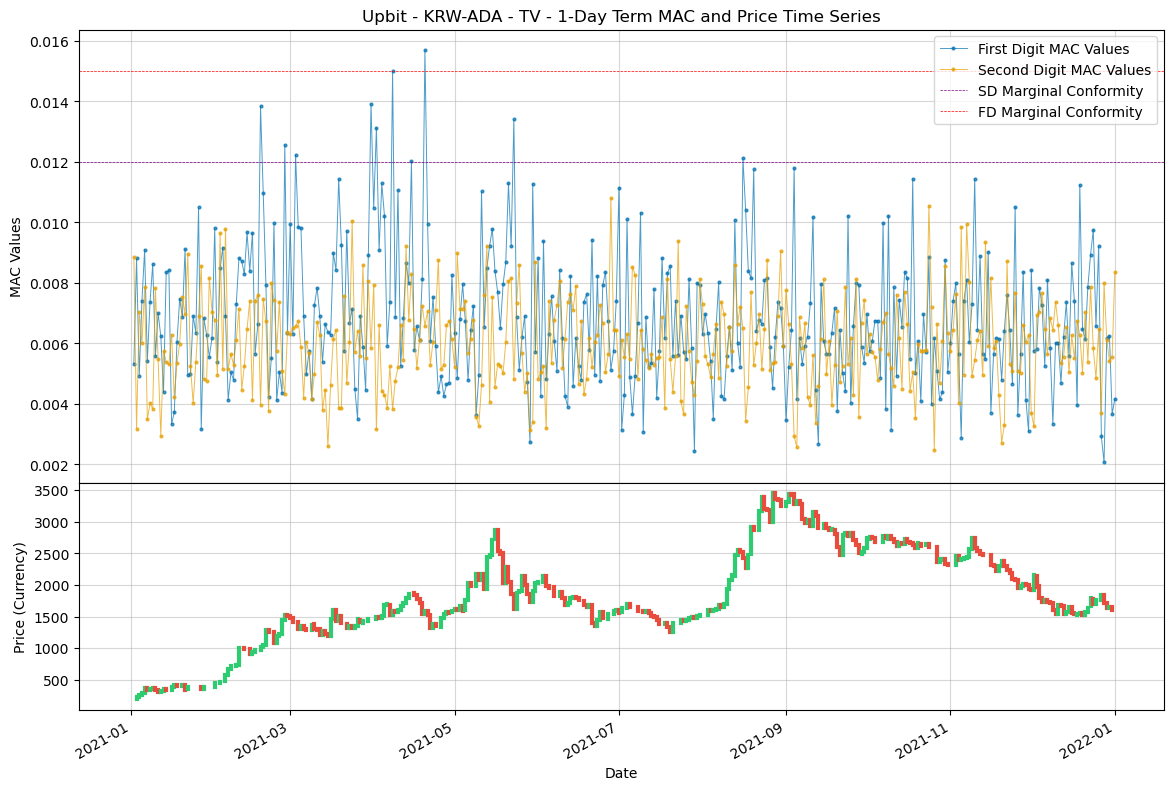 Upbit - KRW-ADA - TV - 1-Day Term MAC and Price Time Series
0.016
0.014
0.012
0.010
0.008
0.006
0.004
0.002
MAC Values
First Digit MAC Values
Second Digit MAC Values
SD Marginal Conformity
FD Marginal Conformity
3500
3000
2500
2000
1500
1000
500
Price (Currency)
2021-01
2021-03
2021-05
2021-07
2021-09
2021-11
2022-01
Date